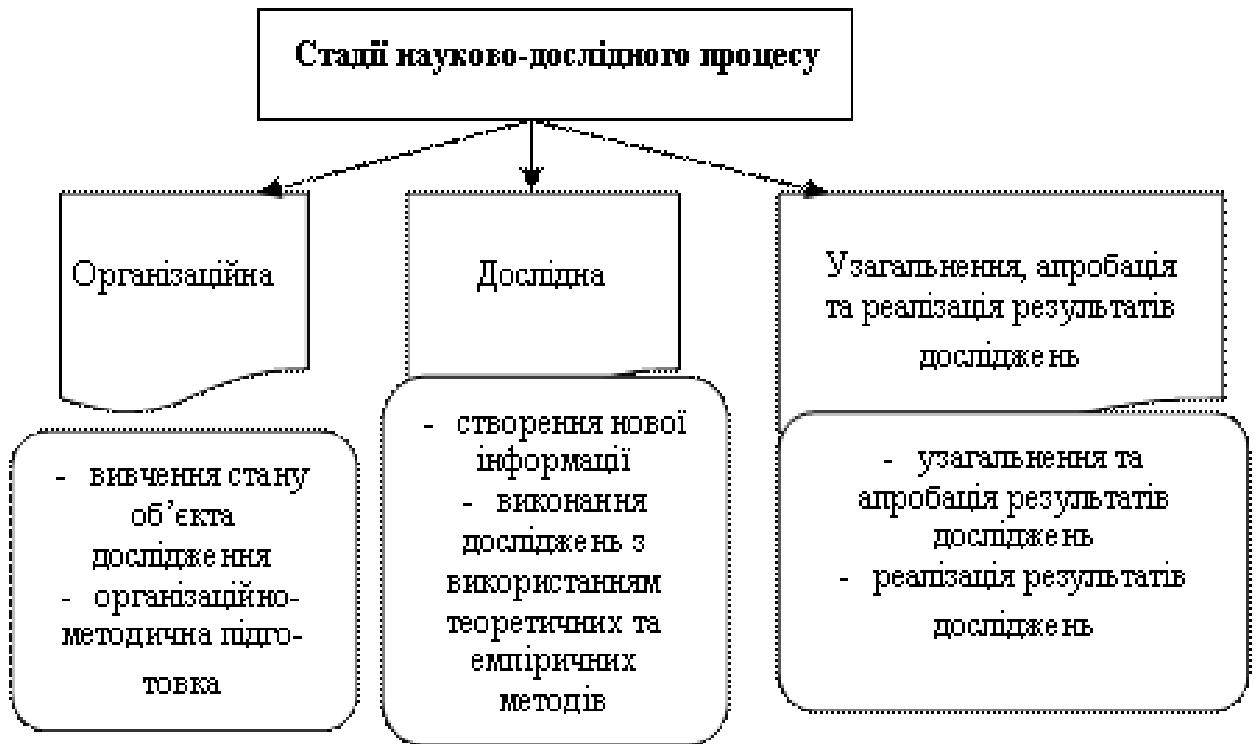 Стадії науково-дослідного процесу
Організаційна
Дослідна
Узагальнення, апробація
та реалізація результатів
досліджень
- вивчення стану
об’єкта
дослідження
- організаційно-
методична підго-
товка
- створення нової
інформації
- виконання
досліджень з
використанням
теоретичних та
емпіричних
методів
- узагальнення та
апробація результатів
досліджень
- реалізація результатів
досліджень